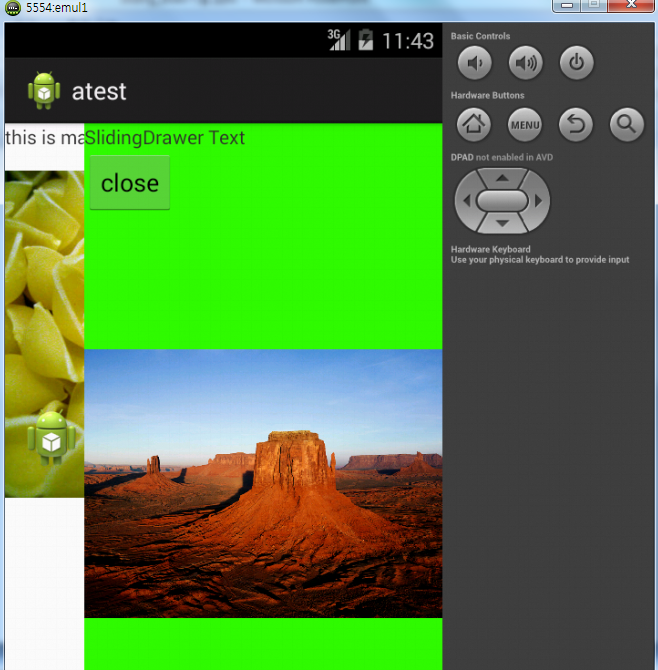 5554:emul1
3G
11:43
atest
this is ma
SlidingDrawer Text
close
Basic Controls
Hardware Buttons
MENU
DPAD not enabled in AVD
Hardware Keyboard
Use your physical keyboard to provide input